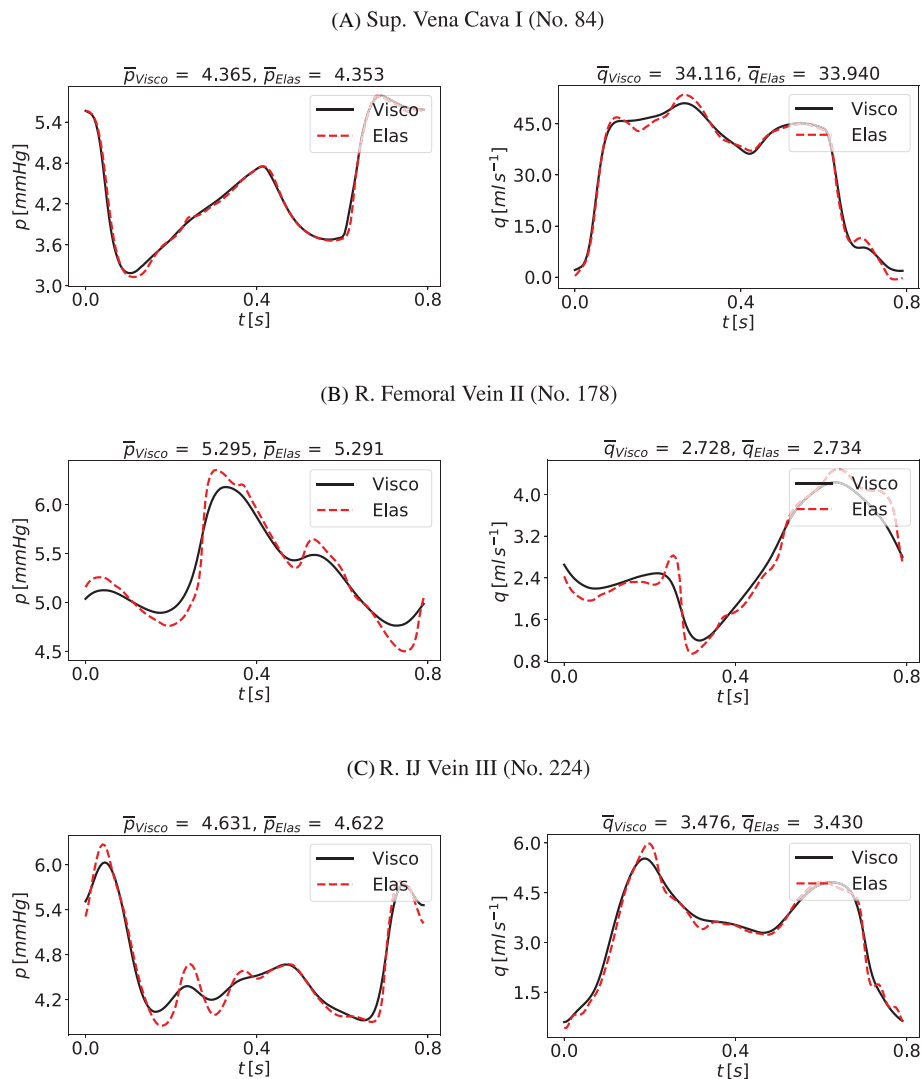 (A) Sup. Vena Cava I (No. 84)
p̅Visco = 4.365, p̅Elas = 4.353
5.4
4.8
4.2
3.6
3.0
p [mmHg]
Visco
Elas
0.0 0.4 0.8
t [s]
q̅Visco = 34.116, q̅Elas = 33.940
45.0
30.0
15.0
0.0
q [ml s⁻¹]
Visco
Elas
0.0 0.4 0.8
t [s]
(B) R. Femoral Vein II (No. 178)
p̅Visco = 5.295, p̅Elas = 5.291
6.0
5.5
5.0
4.5
p [mmHg]
Visco
Elas
0.0 0.4 0.8
t [s]
q̅Visco = 2.728, q̅Elas = 2.734
4.0
3.2
2.4
1.6
0.8
q [ml s⁻¹]
Visco
Elas
0.0 0.4 0.8
t [s]
(C) R. IJ Vein III (No. 224)
p̅Visco = 4.631, p̅Elas = 4.622
6.0
5.4
4.8
4.2
p [mmHg]
Visco
Elas
0.0 0.4 0.8
t [s]
q̅Visco = 3.476, q̅Elas = 3.430
6.0
4.5
3.0
1.5
q [ml s⁻¹]
Visco
Elas
0.0 0.4 0.8
t [s]